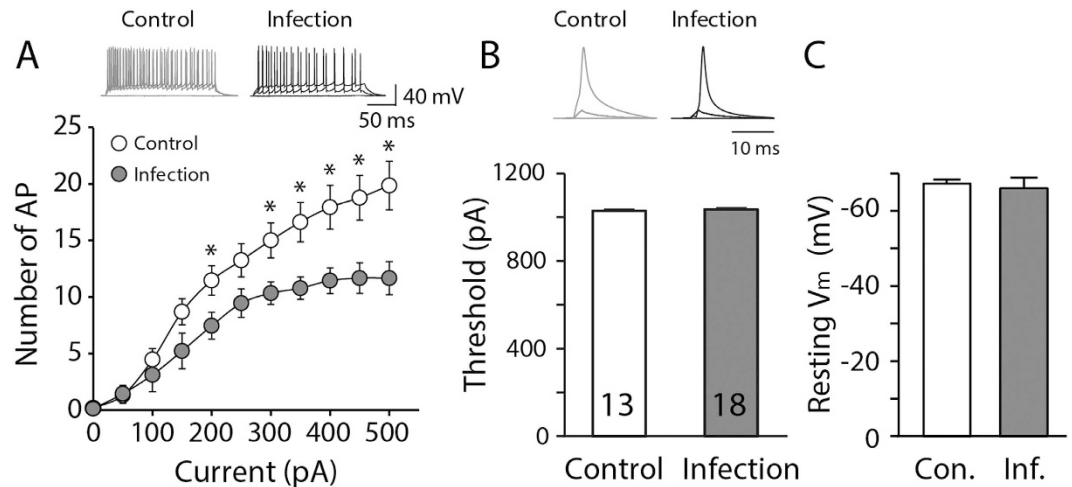 A
Control
Infection
40 mV
50 ms
25
20
15
10
5
0
Number of AP
Control
Infection
*
*
*
*
*
*
0
100
200
300
400
500
Current (pA)
B
Control
Infection
10 ms
1200
800
400
0
Threshold (pA)
13
18
Control
Infection
C
-60
-40
-20
0
Resting Vm (mV)
Con.
Inf.